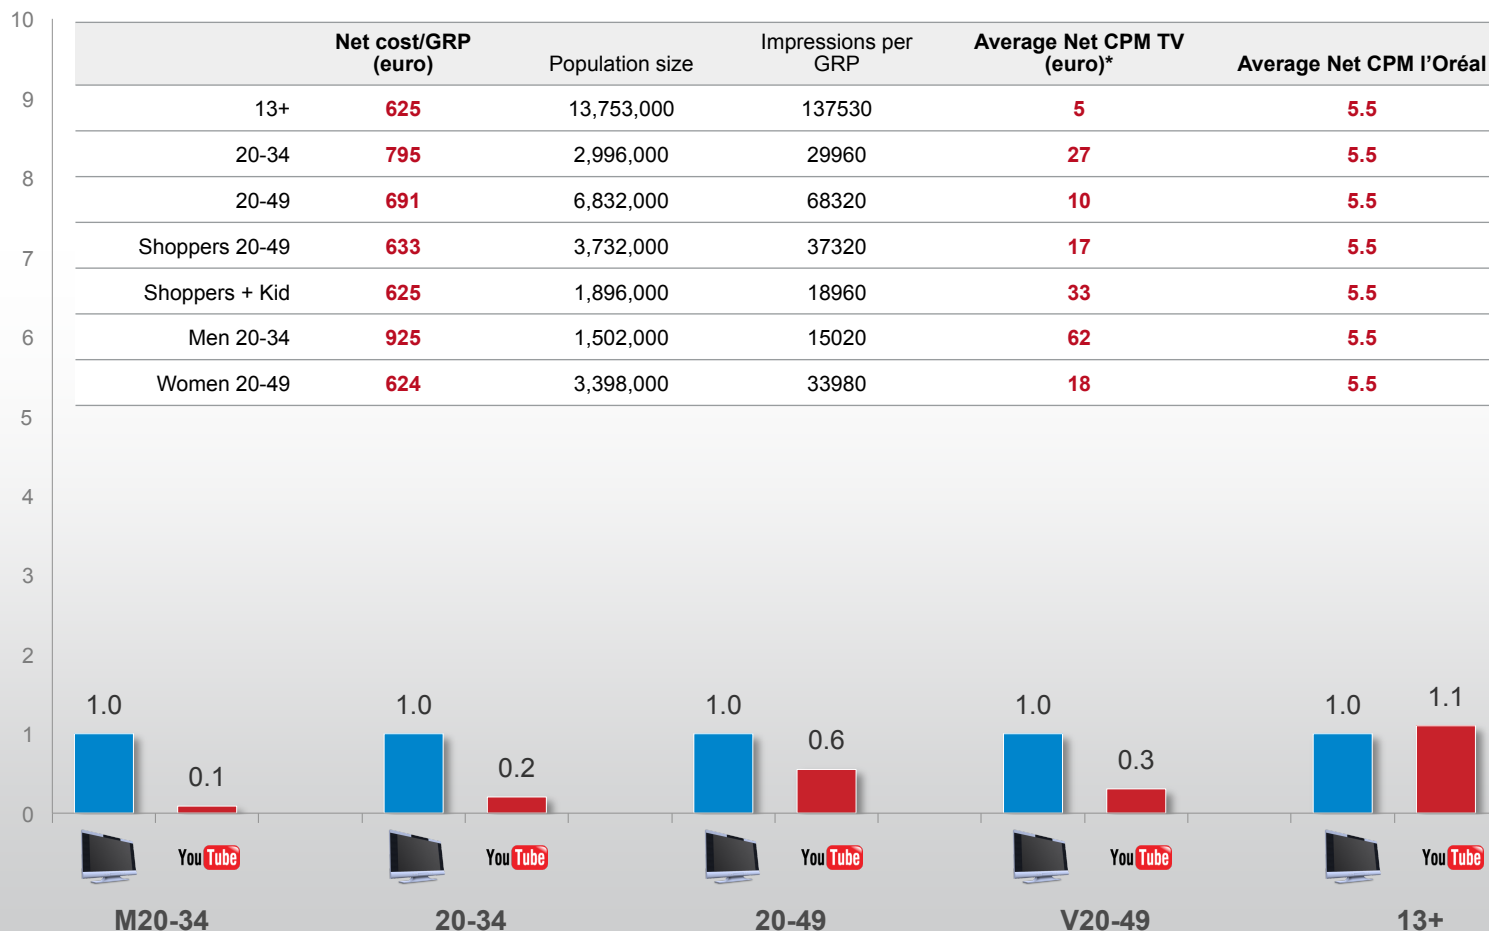 10
Net cost/GRP (euro) Population size Impressions per GRP Average Net CPM TV (euro)* Average Net CPM l'Oréal
9
13+ 625 13,753,000 137530 5 5.5
20-34 795 2,996,000 29960 27 5.5
8
20-49 691 6,832,000 68320 10 5.5
7
Shoppers 20-49 633 3,732,000 37320 17 5.5
Shoppers + Kid 625 1,896,000 18960 33 5.5
6
Men 20-34 925 1,502,000 15020 62 5.5
Women 20-49 624 3,398,000 33980 18 5.5
5
4
3
2
1
0
1.0 0.1 1.0 0.2 1.0 0.6 1.0 0.3 1.0 1.1
YouTube YouTube YouTube YouTube YouTube
M20-34 20-34 20-49 V20-49 13+